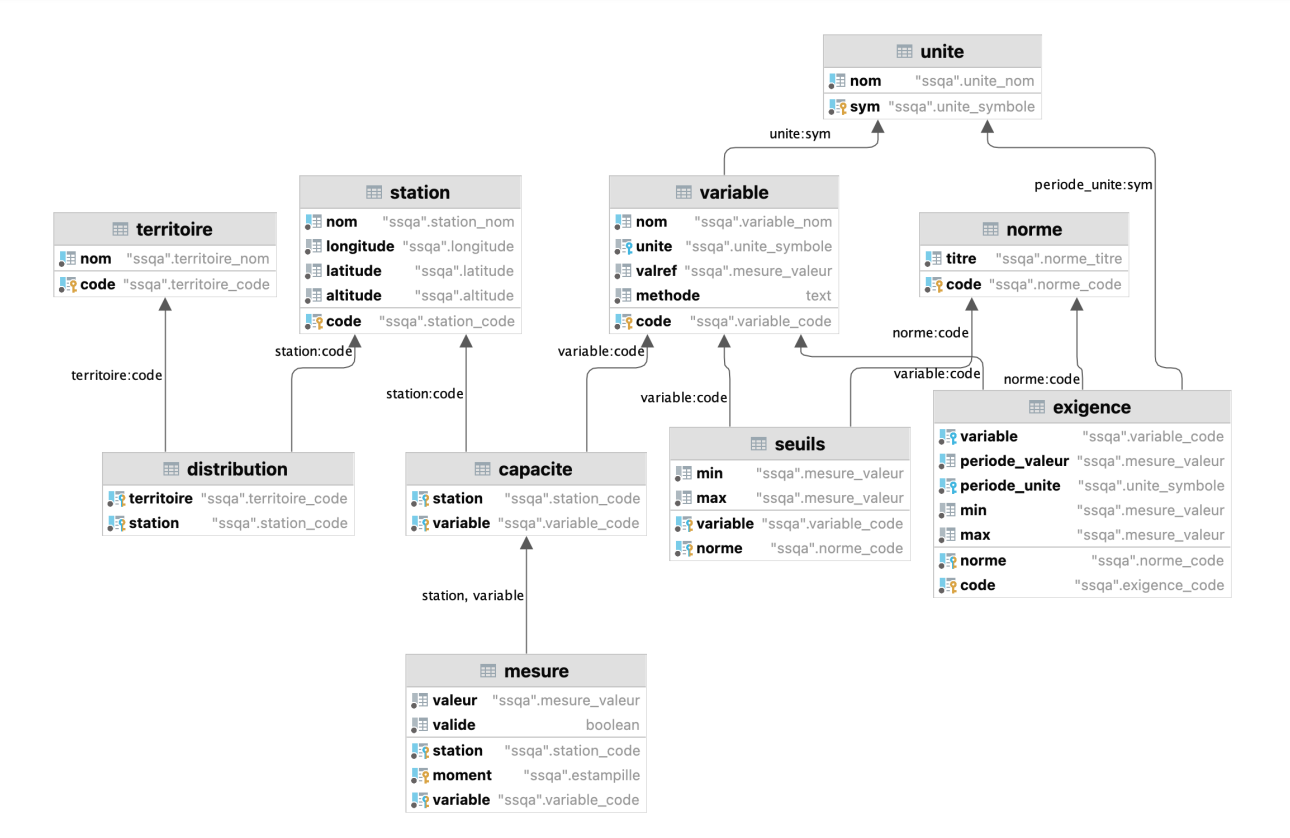 unite
nom "ssqa".unite_nom
sym "ssqa".unite_symbole
unite:sym
periode_unite:sym
station
nom "ssqa".station_nom
longitude "ssqa".longitude
latitude "ssqa".latitude
altitude "ssqa".altitude
code "ssqa".station_code
variable
nom "ssqa".variable_nom
unite "ssqa".unite_symbole
valref "ssqa".mesure_valeur
methode text
code "ssqa".variable_code
territoire
nom "ssqa".territoire_nom
code "ssqa".territoire_code
norme
titre "ssqa".norme_titre
code "ssqa".norme_code
territoire:code
station:code
station:code
variable:code
variable:code
norme:code
variable:code
norme:code
distribution
territoire "ssqa".territoire_code
station "ssqa".station_code
capacite
station "ssqa".station_code
variable "ssqa".variable_code
seuils
min "ssqa".mesure_valeur
max "ssqa".mesure_valeur
variable "ssqa".variable_code
norme "ssqa".norme_code
exigence
variable "ssqa".variable_code
periode_valeur "ssqa".mesure_valeur
periode_unite "ssqa".unite_symbole
min "ssqa".mesure_valeur
max "ssqa".mesure_valeur
norme "ssqa".norme_code
code "ssqa".exigence_code
station, variable
mesure
valeur "ssqa".mesure_valeur
valide boolean
station "ssqa".station_code
moment "ssqa".estampille
variable "ssqa".variable_code